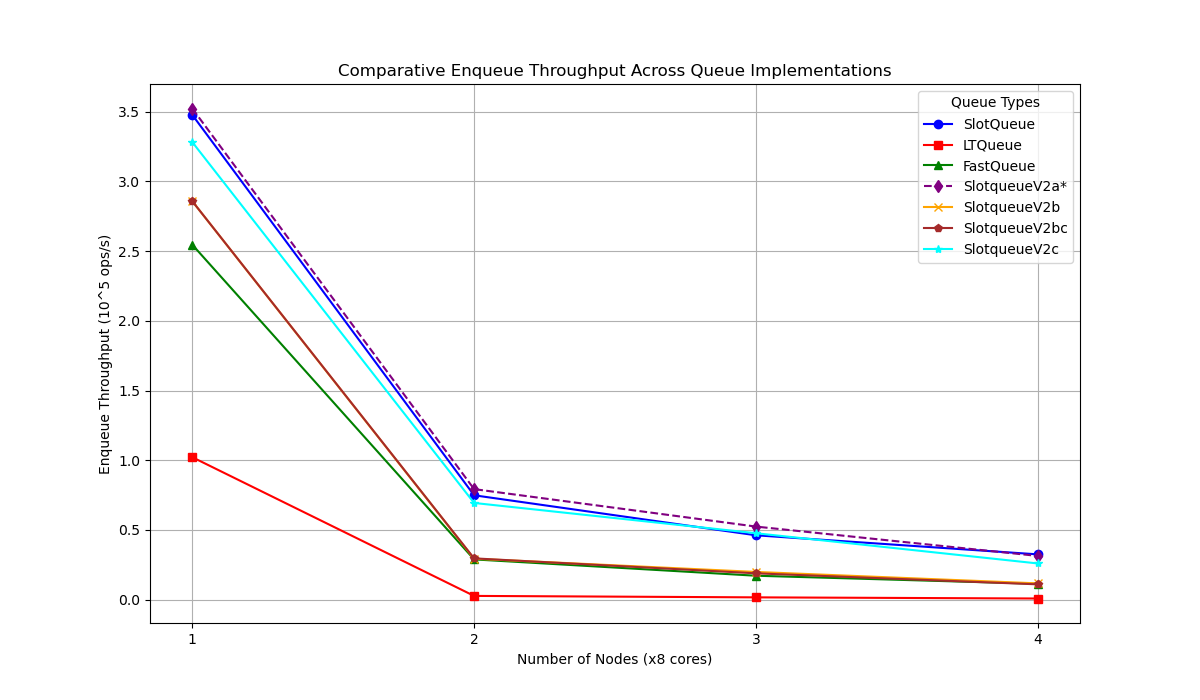 Comparative Enqueue Throughput Across Queue Implementations
Enqueue Throughput (10^5 ops/s)
3.5
3.0
2.5
2.0
1.5
1.0
0.5
0.0
Queue Types
SlotQueue
LTQueue
FastQueue
SlotqueueV2a*
SlotqueueV2b
SlotqueueV2bc
SlotqueueV2c
1
2
3
4
Number of Nodes (x8 cores)